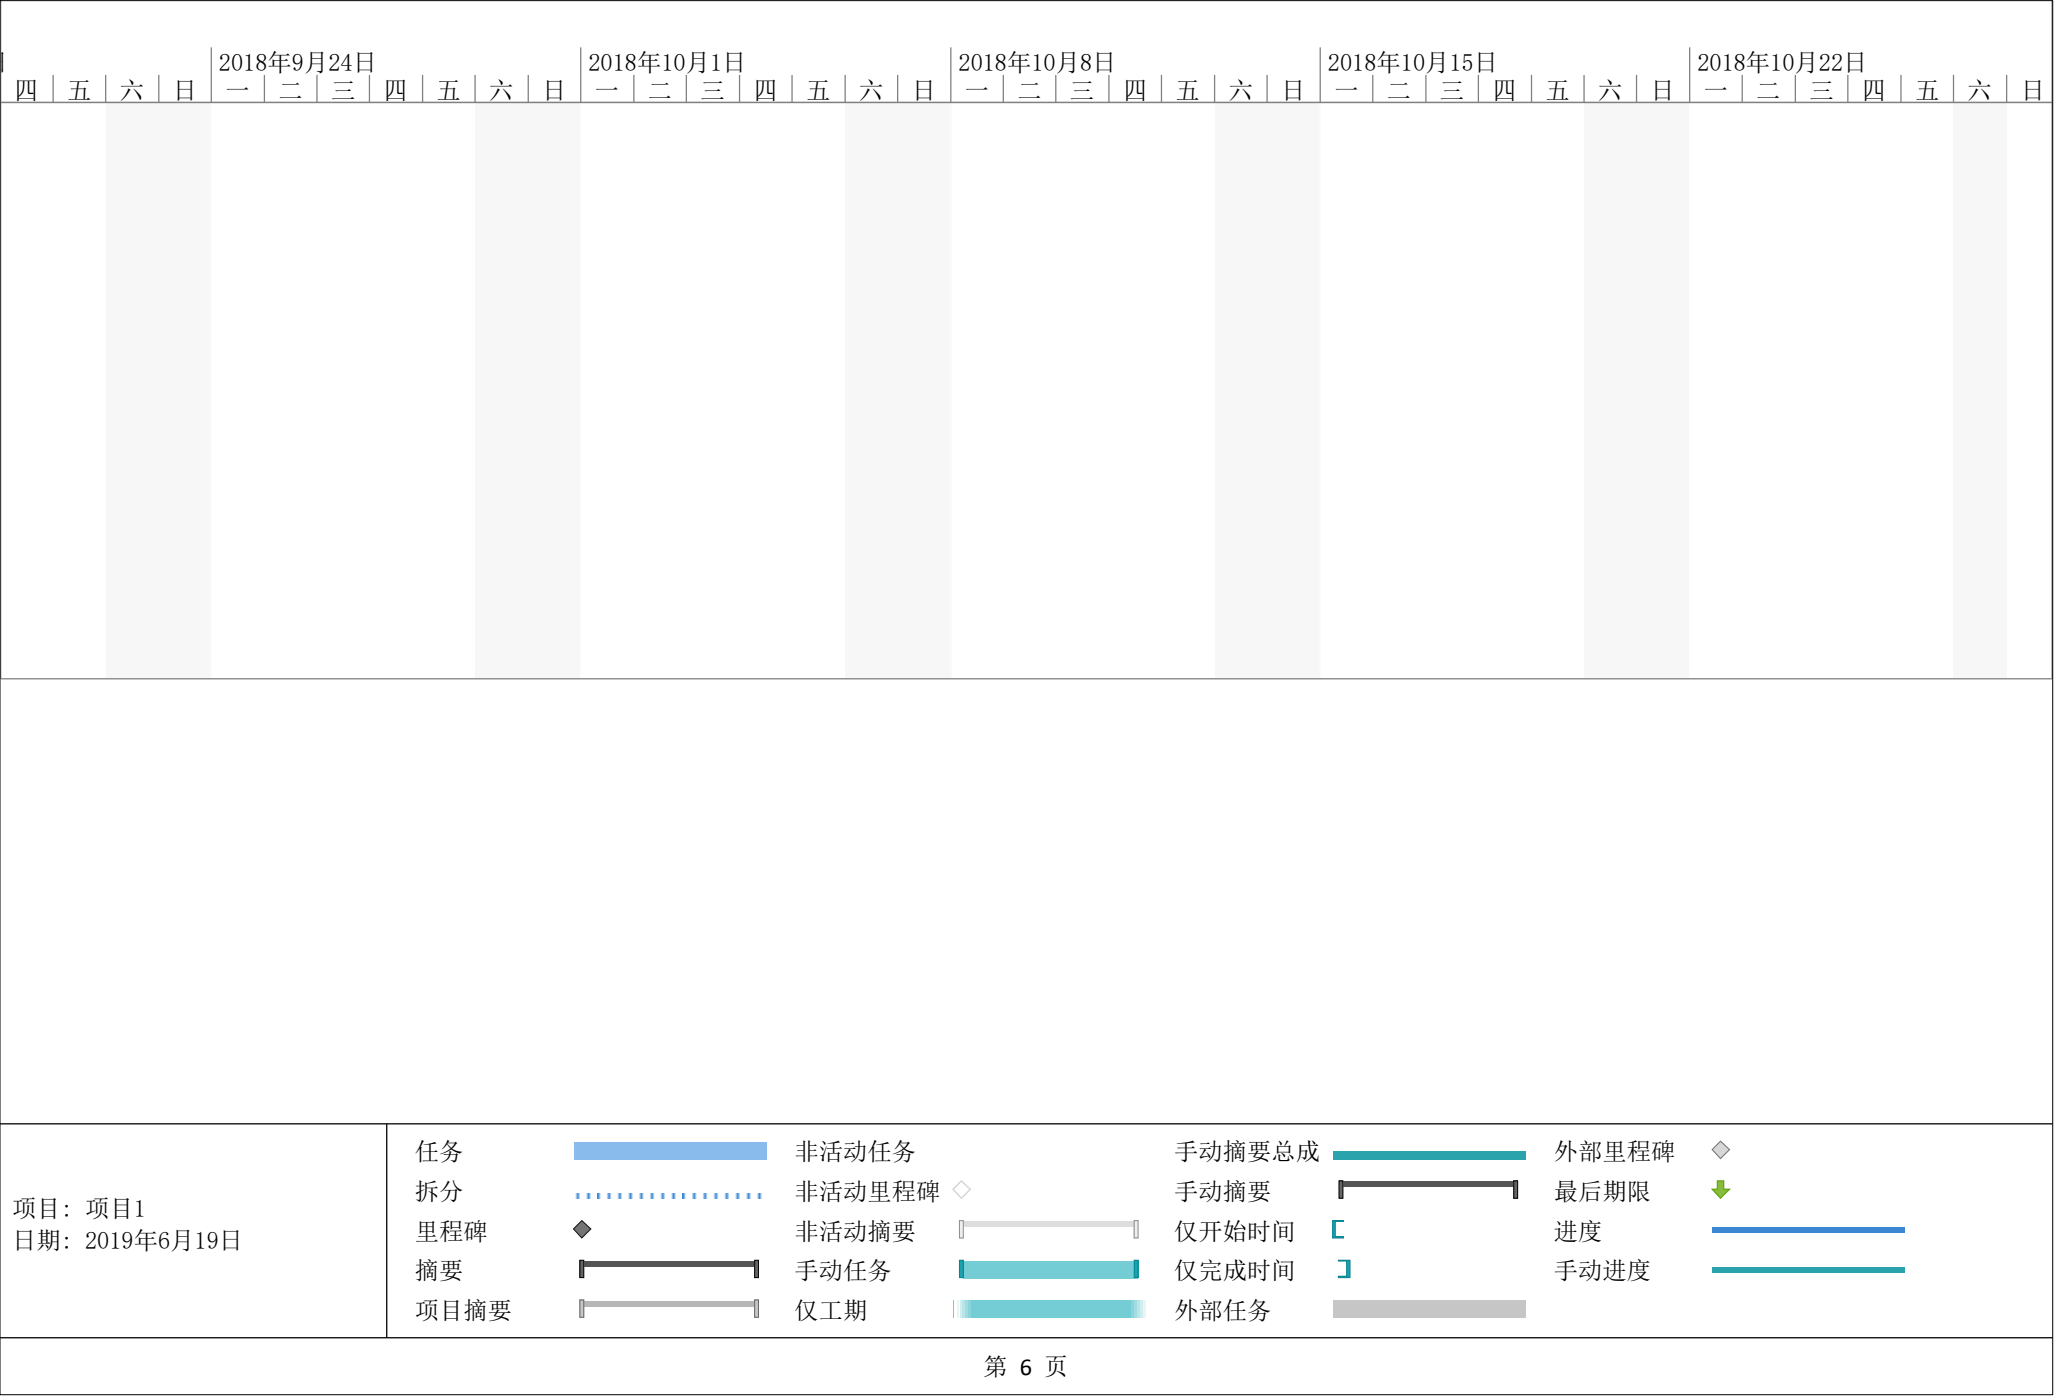 2018年9月24日 2018年10月1日 2018年10月8日 2018年10月15日 2018年10月22日
四 五 六 日 一 二 三 四 五 六 日 一 二 三 四 五 六 日 一 二 三 四 五 六 日 一 二 三 四 五 六 日 一 二 三 四 五 六 日
项目: 项目1
日期: 2019年6月19日
任务 非活动任务 手动摘要总成 外部里程碑
拆分 非活动里程碑 手动摘要 最后期限
里程碑 非活动摘要 仅开始时间 进度
摘要 手动任务 仅完成时间 手动进度
项目摘要 仅工期 外部任务
第 6 页